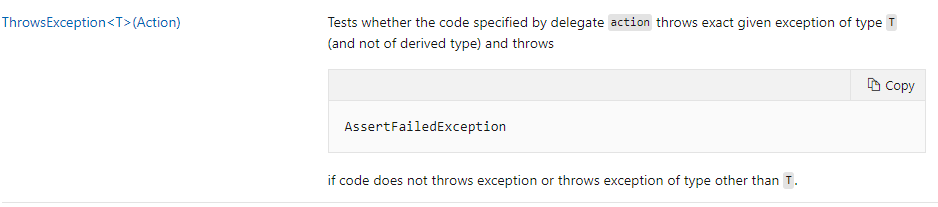 ThrowsException<T>(Action)
Tests whether the code specified by delegate action throws exact given exception of type T
(and not of derived type) and throws
Copy
AssertFailedException
if code does not throws exception or throws exception of type other than T.